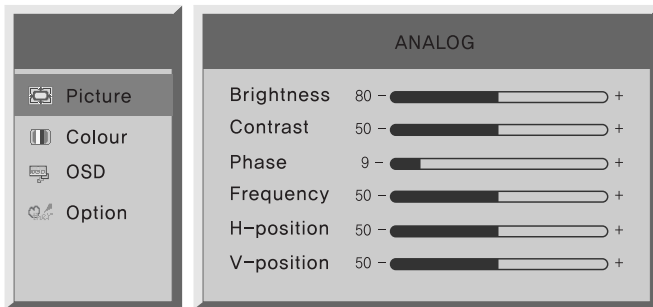 Picture
Colour
OSD
Option
ANALOG
Brightness 80 − +
Contrast 50 − +
Phase 9 − +
Frequency 50 − +
H−position 50 − +
V−position 50 − +